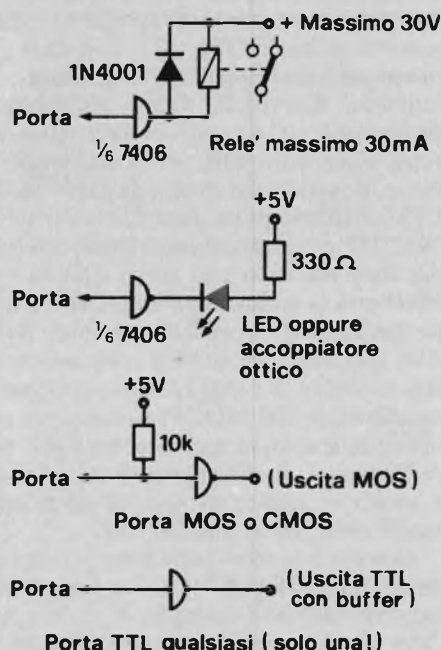 + Massimo 30V
1N4001
Porta
1/6 7406
Rele' massimo 30mA
+5V
330 Ω
Porta
1/6 7406
LED oppure
accoppiatore
ottico
+5V
10k
Porta
(Uscita MOS)
Porta MOS o CMOS
Porta
(Uscita TTL
con buffer)
Porta TTL qualsiasi (solo una!)